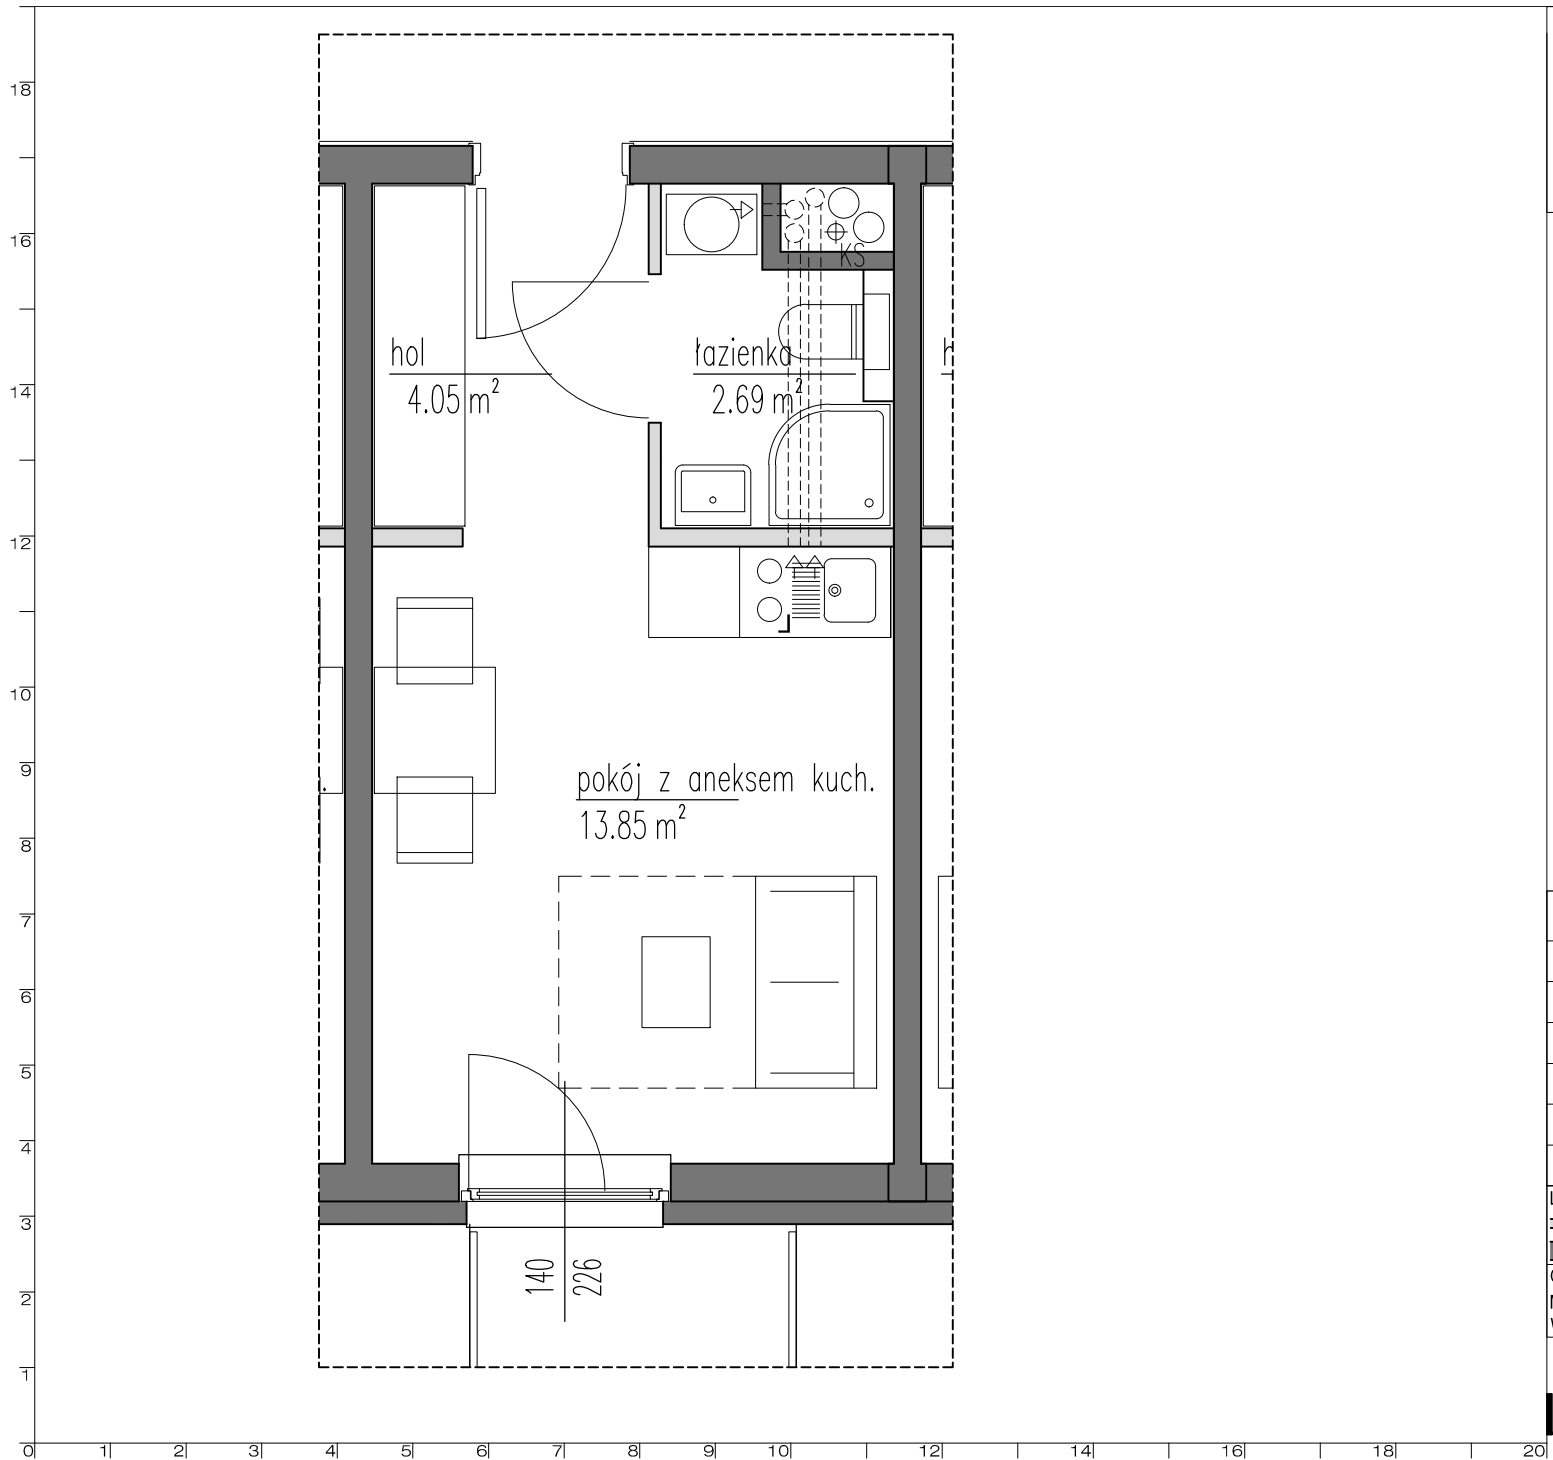 18
16
KS
hol
łazienka
h
4.05 m²
2.69 m²
14
12
10
9
pokój z aneksem kuch.
13.85 m²
8
7
6
5
4
3
140
226
2
1
0 1 2 3 4 5 6 7 8 9 10 12 14 16 18 20